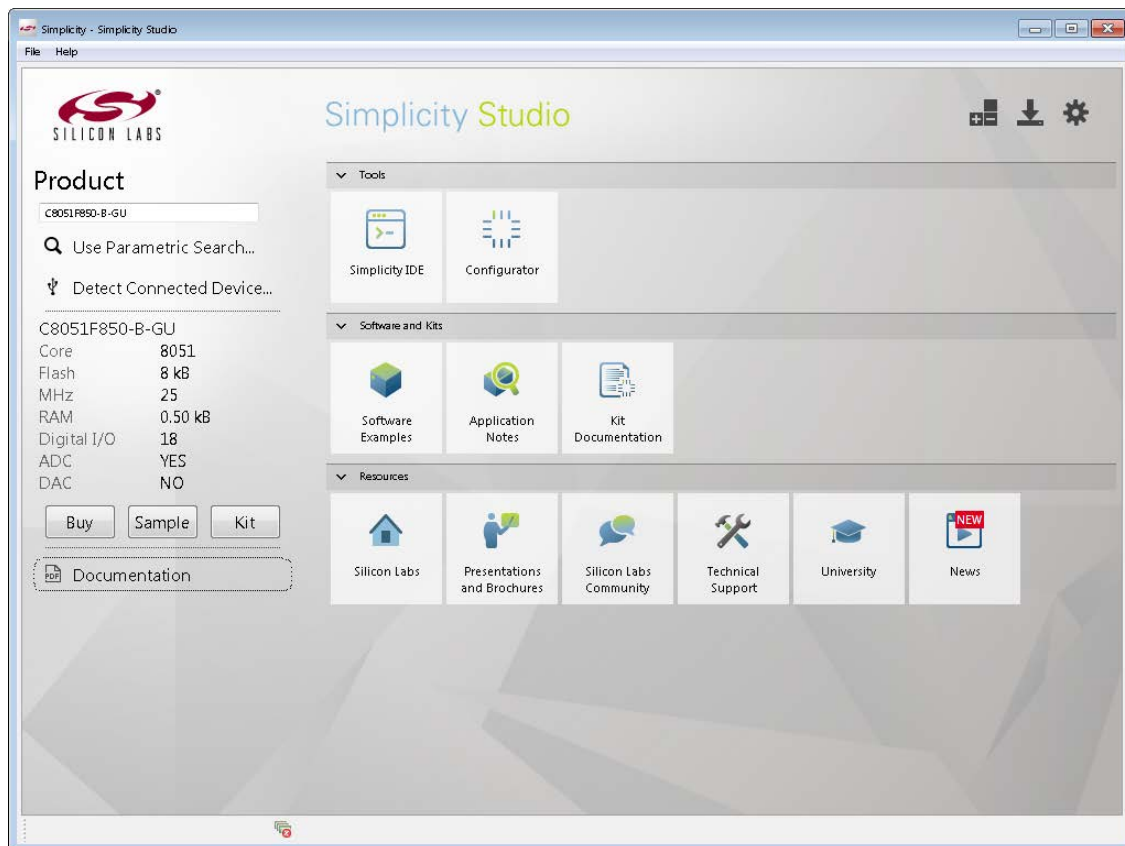 Simplicity - Simplicity Studio
File Help
SILICON LABS
Simplicity Studio
Product
C8051F850-B-GU
Use Parametric Search...
Detect Connected Device...
C8051F850-B-GU
Core 8051
Flash 8 kB
MHz 25
RAM 0.50 kB
Digital I/O 18
ADC YES
DAC NO
Buy Sample Kit
PDF Documentation
Tools
Simplicity IDE Configurator
Software and Kits
Software Application Kit
Examples Notes Documentation
Resources
NEW
Silicon Labs Presentations Silicon Labs Technical University News
and Brochures Community Support